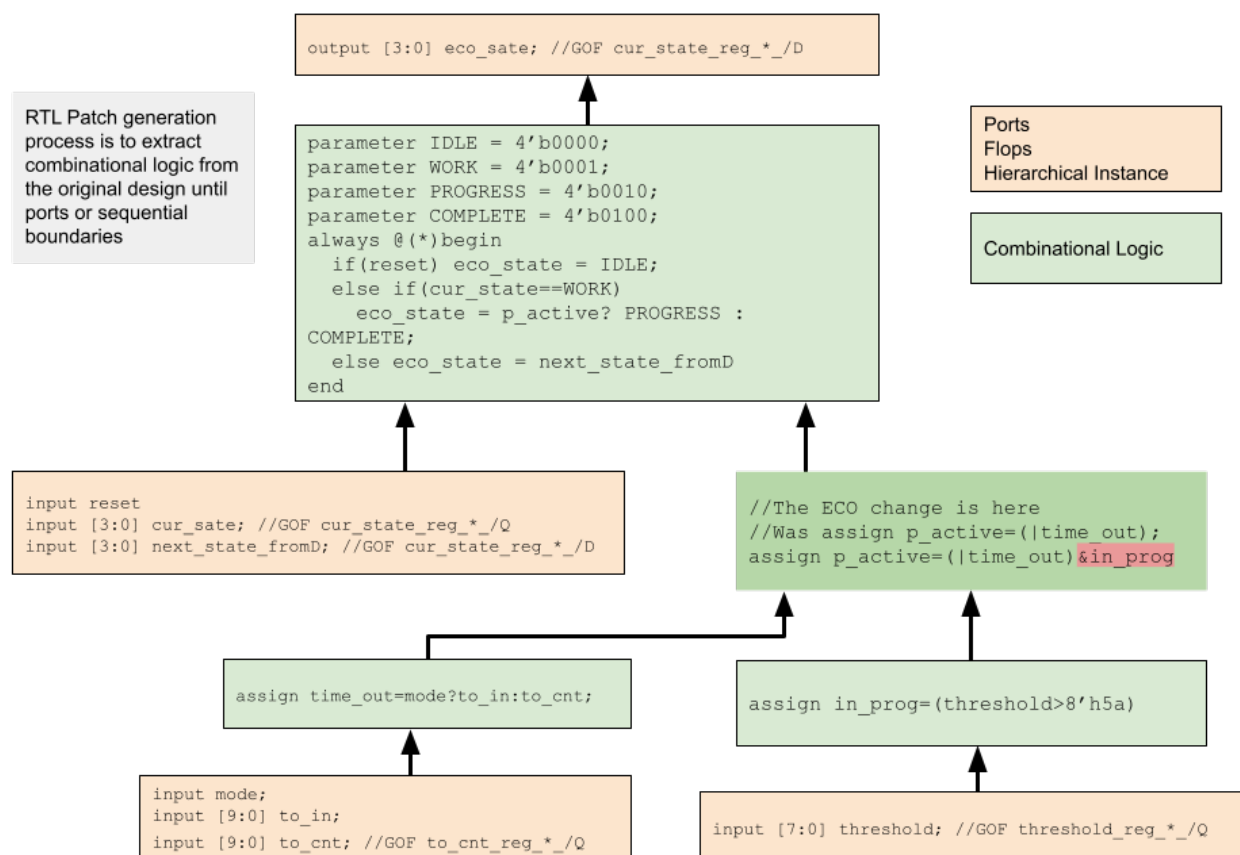 output [3:0] eco_sate; //GOF cur_state_reg_*_/D
RTL Patch generation
process is to extract
combinational logic from
the original design until
ports or sequential
boundaries
parameter IDLE = 4'b0000;
parameter WORK = 4'b0001;
parameter PROGRESS = 4'b0010;
parameter COMPLETE = 4'b0100;
always @(*)begin
  if(reset) eco_state = IDLE;
  else if(cur_state==WORK)
    eco_state = p_active? PROGRESS :
COMPLETE;
  else eco_state = next_state_fromD
end
Ports
Flops
Hierarchical Instance
Combinational Logic
input reset
input [3:0] cur_sate; //GOF cur_state_reg_*_/Q
input [3:0] next_state_fromD; //GOF cur_state_reg_*_/D
//The ECO change is here
//Was assign p_active=(|time_out);
assign p_active=(|time_out)&in_prog
assign time_out=mode?to_in:to_cnt;
assign in_prog=(threshold>8'h5a)
input mode;
input [9:0] to_in;
input [9:0] to_cnt; //GOF to_cnt_reg_*_/Q
input [7:0] threshold; //GOF threshold_reg_*_/Q